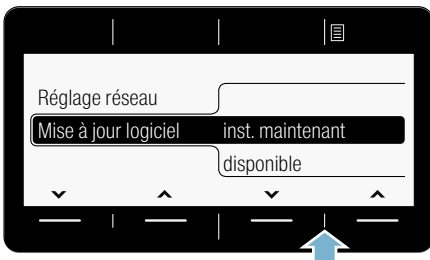 Réglage réseau
Mise à jour logiciel inst. maintenant
disponible